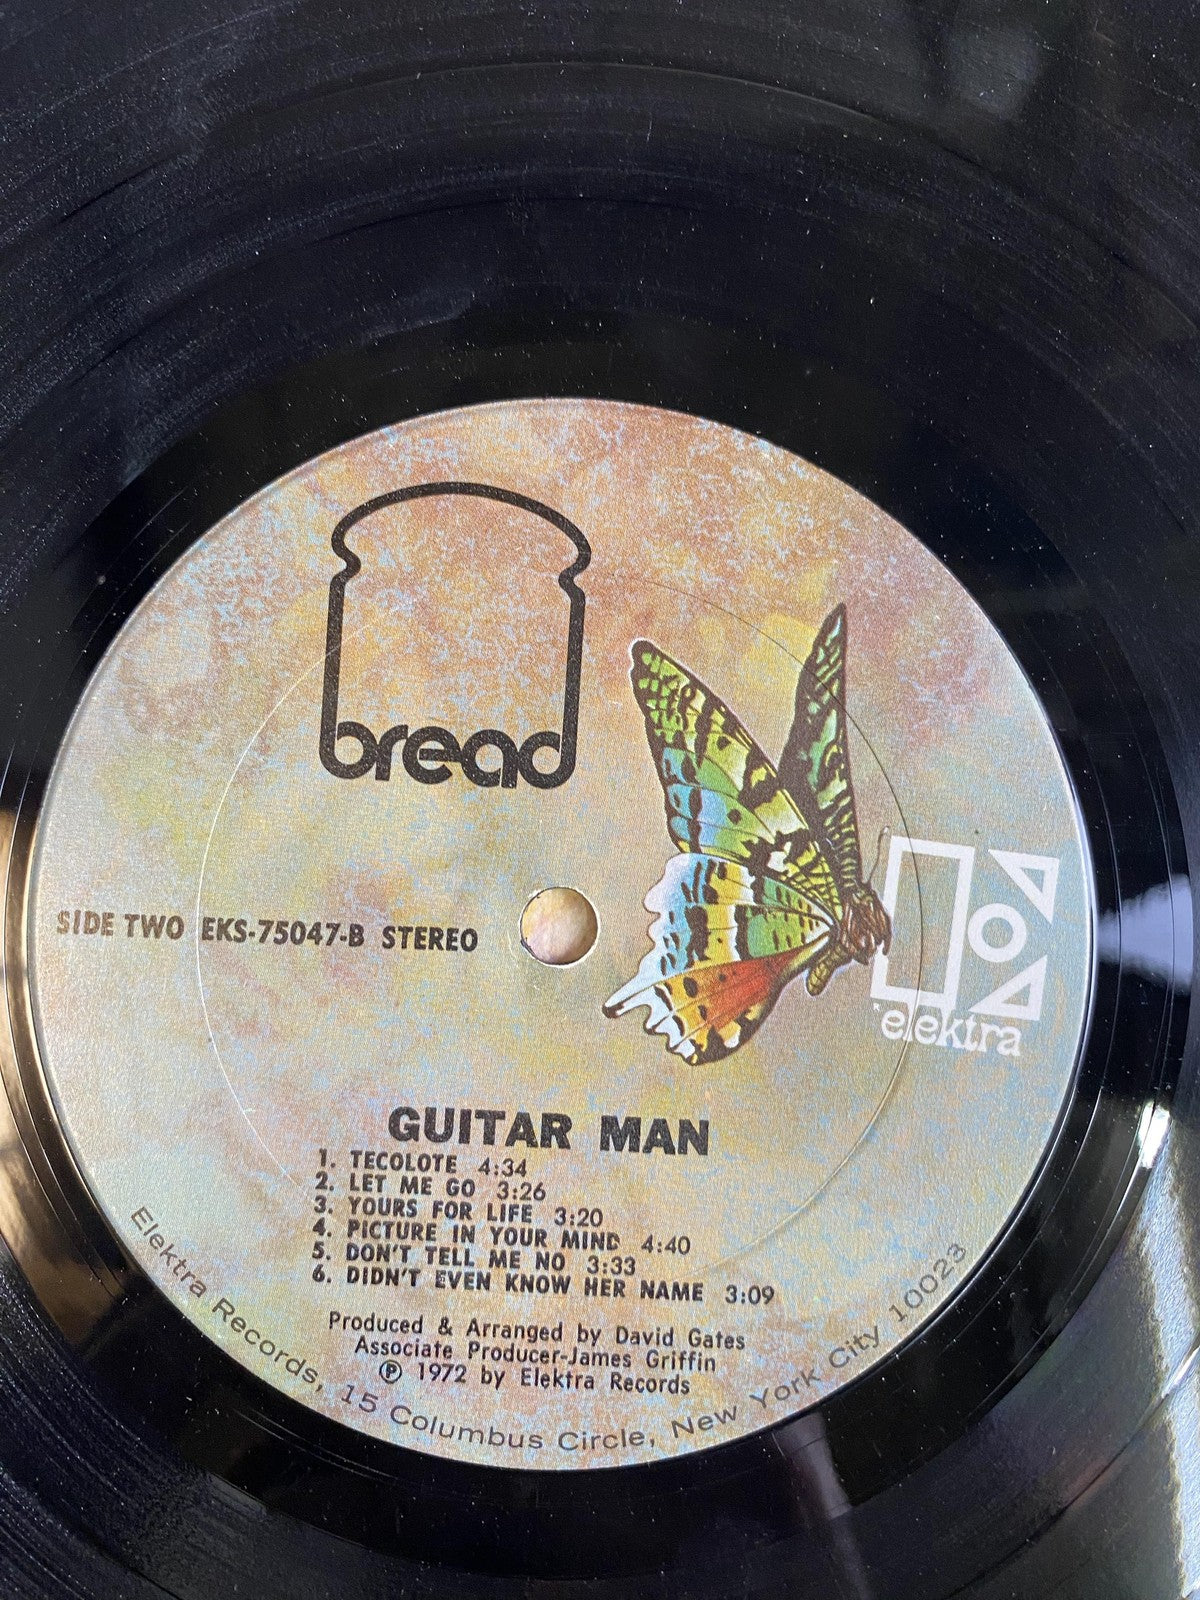 bread
SIDE TWO EKS-75047-B STEREO
elektra
GUITAR MAN
1. TECOLOTE 4:34
2. LET ME GO 3:26
3. YOURS FOR LIFE 3:20
4. PICTURE IN YOUR MIND 4:40
5. DON'T TELL ME NO 3:33
6. DIDN'T EVEN KNOW HER NAME 3:09
Produced & Arranged by David Gates
Associate Producer-James Griffin
℗ 1972 by Elektra Records
Elektra Records, 15 Columbus Circle, New York City 10023